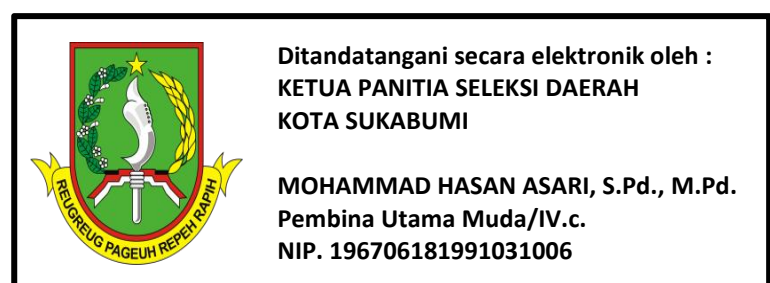 REUGREUG PAGEUH REPEH RAPIH
Ditandatangani secara elektronik oleh :
KETUA PANITIA SELEKSI DAERAH
KOTA SUKABUMI
MOHAMMAD HASAN ASARI, S.Pd., M.Pd.
Pembina Utama Muda/IV.c.
NIP. 196706181991031006